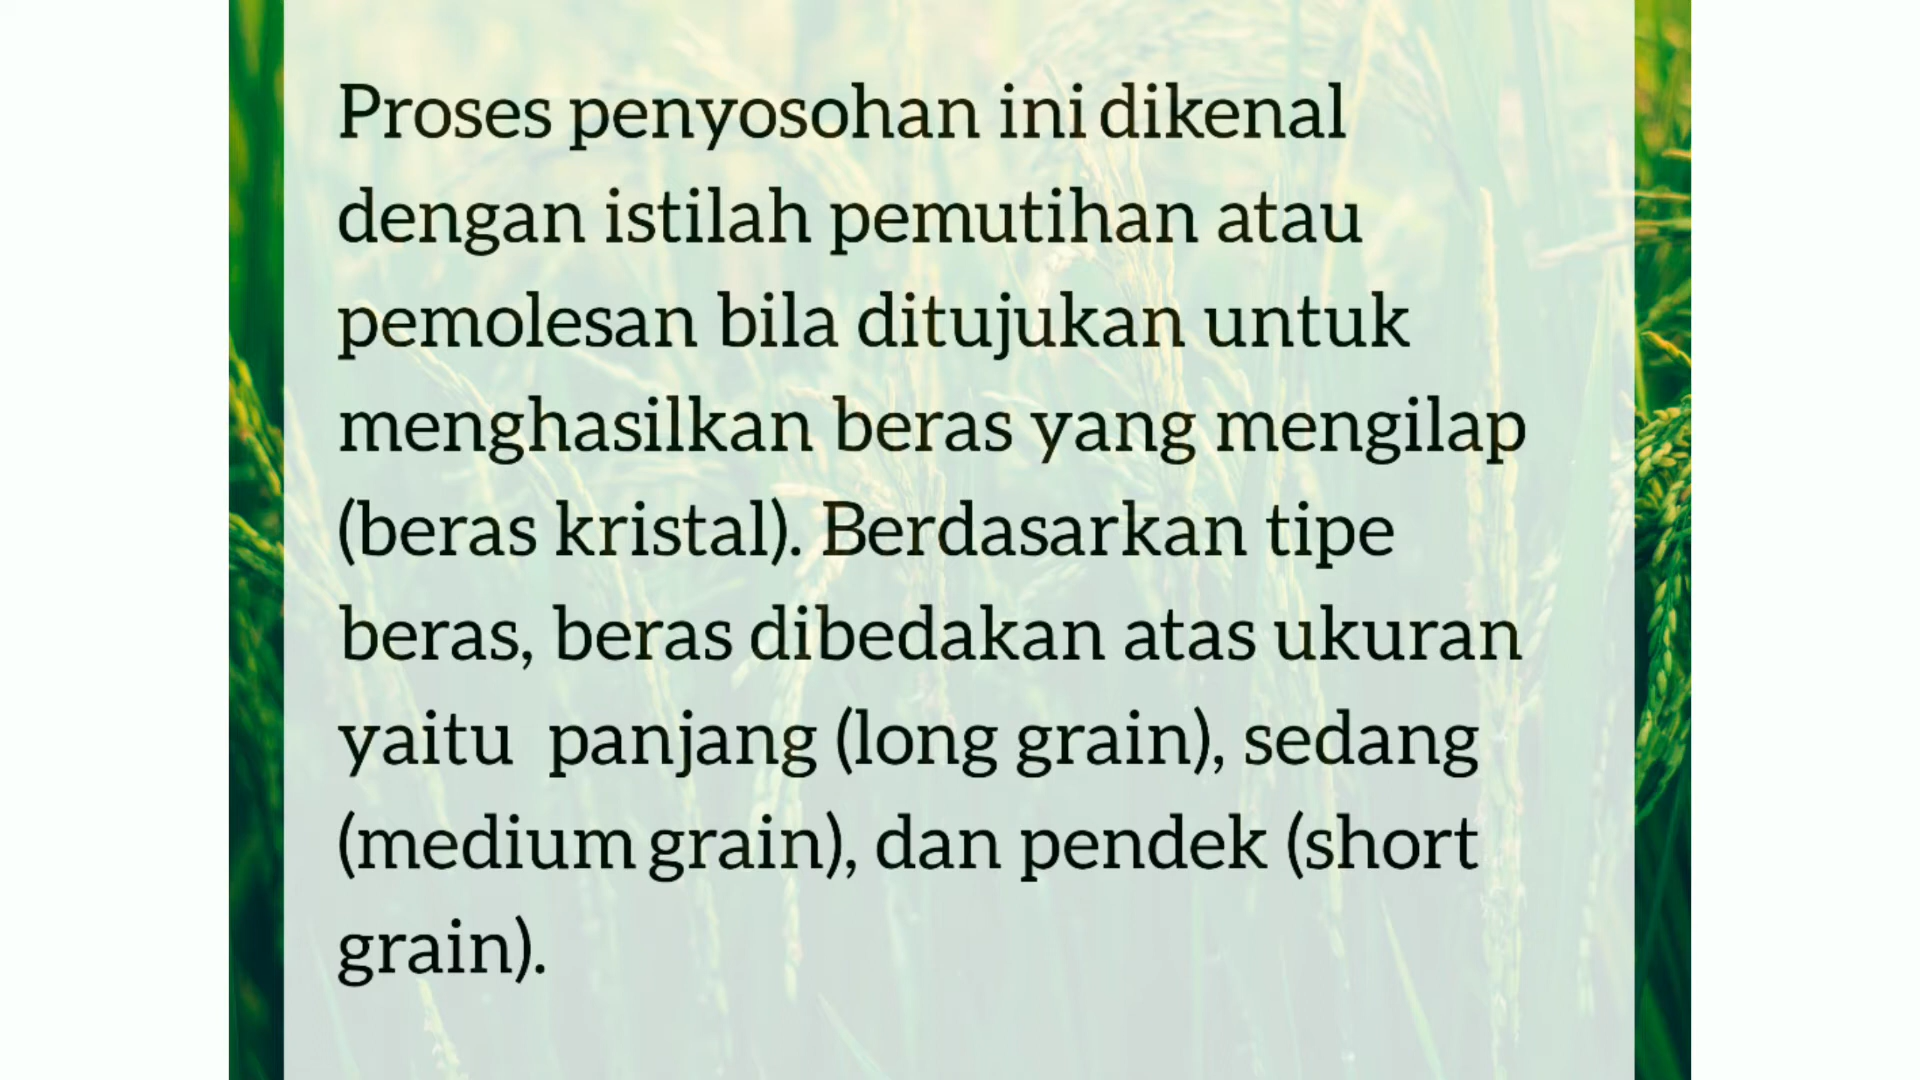 Proses penyosohan ini dikenal
dengan istilah pemutihan atau
pemolesan bila ditujukan untuk
menghasilkan beras yang mengilap
(beras kristal). Berdasarkan tipe
beras, beras dibedakan atas ukuran
yaitu  panjang (long grain), sedang
(medium grain), dan pendek (short
grain).